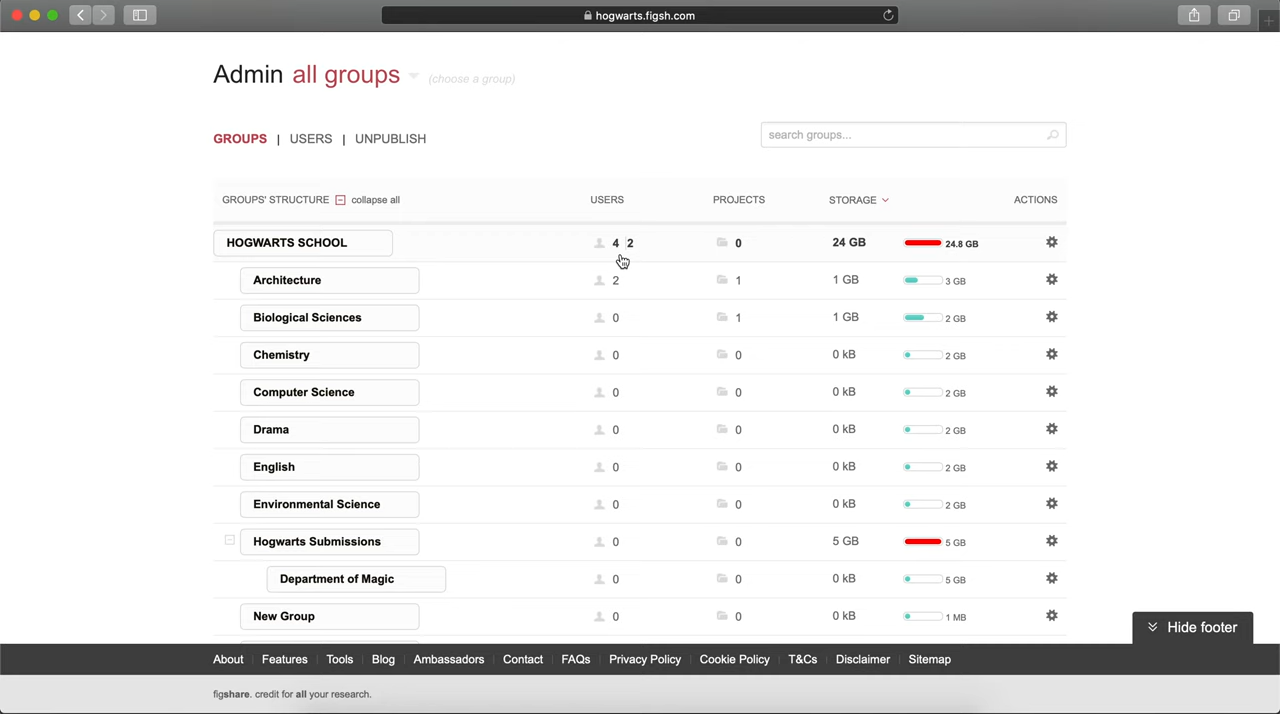 hogwarts.figsh.com
Admin all groups (choose a group)
GROUPS | USERS | UNPUBLISH
search groups...
GROUPS' STRUCTURE collapse all USERS PROJECTS STORAGE ACTIONS
HOGWARTS SCHOOL 4 | 2 0 24 GB 24.8 GB
Architecture 2 1 1 GB 3 GB
Biological Sciences 0 1 1 GB 2 GB
Chemistry 0 0 0 kB 2 GB
Computer Science 0 0 0 kB 2 GB
Drama 0 0 0 kB 2 GB
English 0 0 0 kB 2 GB
Environmental Science 0 0 0 kB 2 GB
Hogwarts Submissions 0 0 5 GB 5 GB
Department of Magic 0 0 0 kB 5 GB
New Group 0 0 0 kB 1 MB
Hide footer
About | Features | Tools | Blog | Ambassadors | Contact | FAQs | Privacy Policy | Cookie Policy | T&Cs | Disclaimer | Sitemap
figshare. credit for all your research.